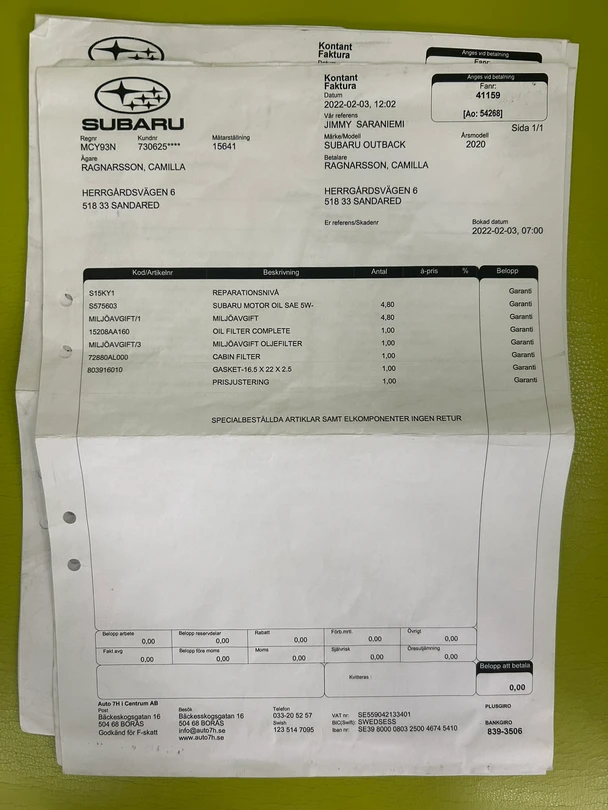 Kontant
Faktura
Anges vid betalning
Kontant
Faktura
Datum
2022-02-03, 12:02
Anges vid betalning
Fanr:
41159
[Ao: 54268]
SUBARU
Vår referens
JIMMY SARANIEMI
Sida 1/1
Regnr Kundnr Mätarställning Märke/Modell Årsmodell
MCY93N 730625**** 15641 SUBARU OUTBACK 2020
Ägare Betalare
RAGNARSSON, CAMILLA RAGNARSSON, CAMILLA
HERRGÅRDSVÄGEN 6 HERRGÅRDSVÄGEN 6
518 33 SANDARED 518 33 SANDARED
Er referens/Skadenr Bokad datum
2022-02-03, 07:00
Kod/Artikelnr Beskrivning Antal á-pris % Belopp
S15KY1 REPARATIONSNIVÅ Garanti
S575603 SUBARU MOTOR OIL SAE 5W- 4,80 Garanti
MILJÖAVGIFT/1 MILJÖAVGIFT 4,80 Garanti
15208AA160 OIL FILTER COMPLETE 1,00 Garanti
MILJÖAVGIFT/3 MILJÖAVGIFT OLJEFILTER 1,00 Garanti
72880AL000 CABIN FILTER 1,00 Garanti
803916010 GASKET-16.5 X 22 X 2.5 1,00 Garanti
PRISJUSTERING 1,00 Garanti
SPECIALBESTÄLLDA ARTIKLAR SAMT ELKOMPONENTER INGEN RETUR
Belopp arbete Belopp reservdelar Rabatt Förb.mtrl. Övrigt
0,00 0,00 0,00 0,00 0,00
Fakt avg Belopp före moms Moms Självrisk Öresutjämning
0,00 0,00 0,00 0,00 0,00
Belopp att betala
Kvitteras
0,00
Auto 7H i Centrum AB
Post Besök Telefon PLUSGIRO
Bäckeskogsgatan 16 Bäckesskogsgatan 16 033-20 52 57 VAT nr: SE559042133401
504 68 BORÅS 504 68 BORÅS Swish BIC(Swift): SWEDSESS BANKGIRO
Godkänd för F-skatt info@auto7h.se 123 514 7095 Iban nr: SE39 8000 0803 2500 4674 5410 839-3506
www.auto7h.se